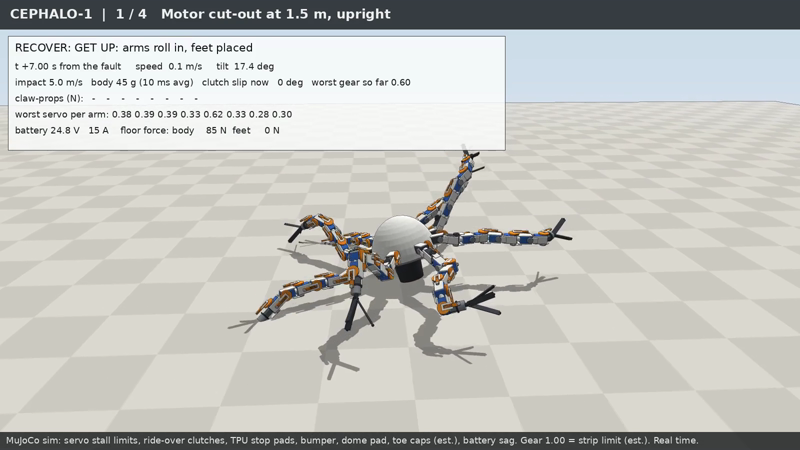 CEPHALO-1 | 1 / 4 Motor cut-out at 1.5 m, upright
RECOVER: GET UP: arms roll in, feet placed
t +7.00 s from the fault speed 0.1 m/s tilt 17.4 deg
impact 5.0 m/s body 45 g (10 ms avg) clutch slip now 0 deg worst gear so far 0.60
claw-props (N): - - - - - - - -
worst servo per arm: 0.38 0.39 0.39 0.33 0.62 0.33 0.28 0.30
battery 24.8 V 15 A floor force: body 85 N feet 0 N
MuJoCo sim: servo stall limits, ride-over clutches, TPU stop pads, bumper, dome pad, toe caps (est.), battery sag. Gear 1.00 = strip limit (est.). Real time.